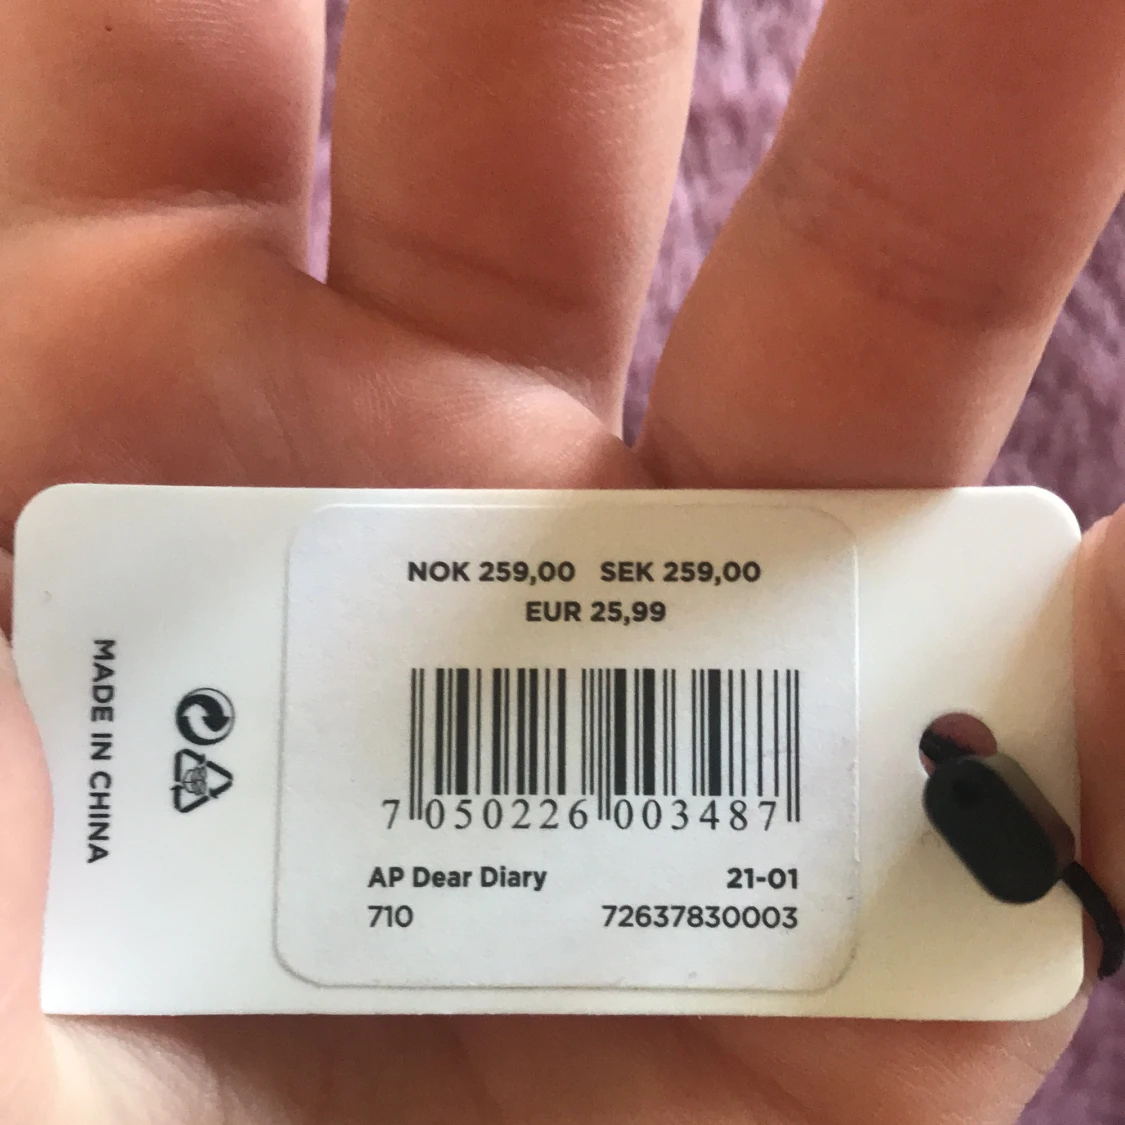 NOK 259,00 SEK 259,00
EUR 25,99
7 050226 003487
AP Dear Diary 21-01
710 72637830003
MADE IN CHINA